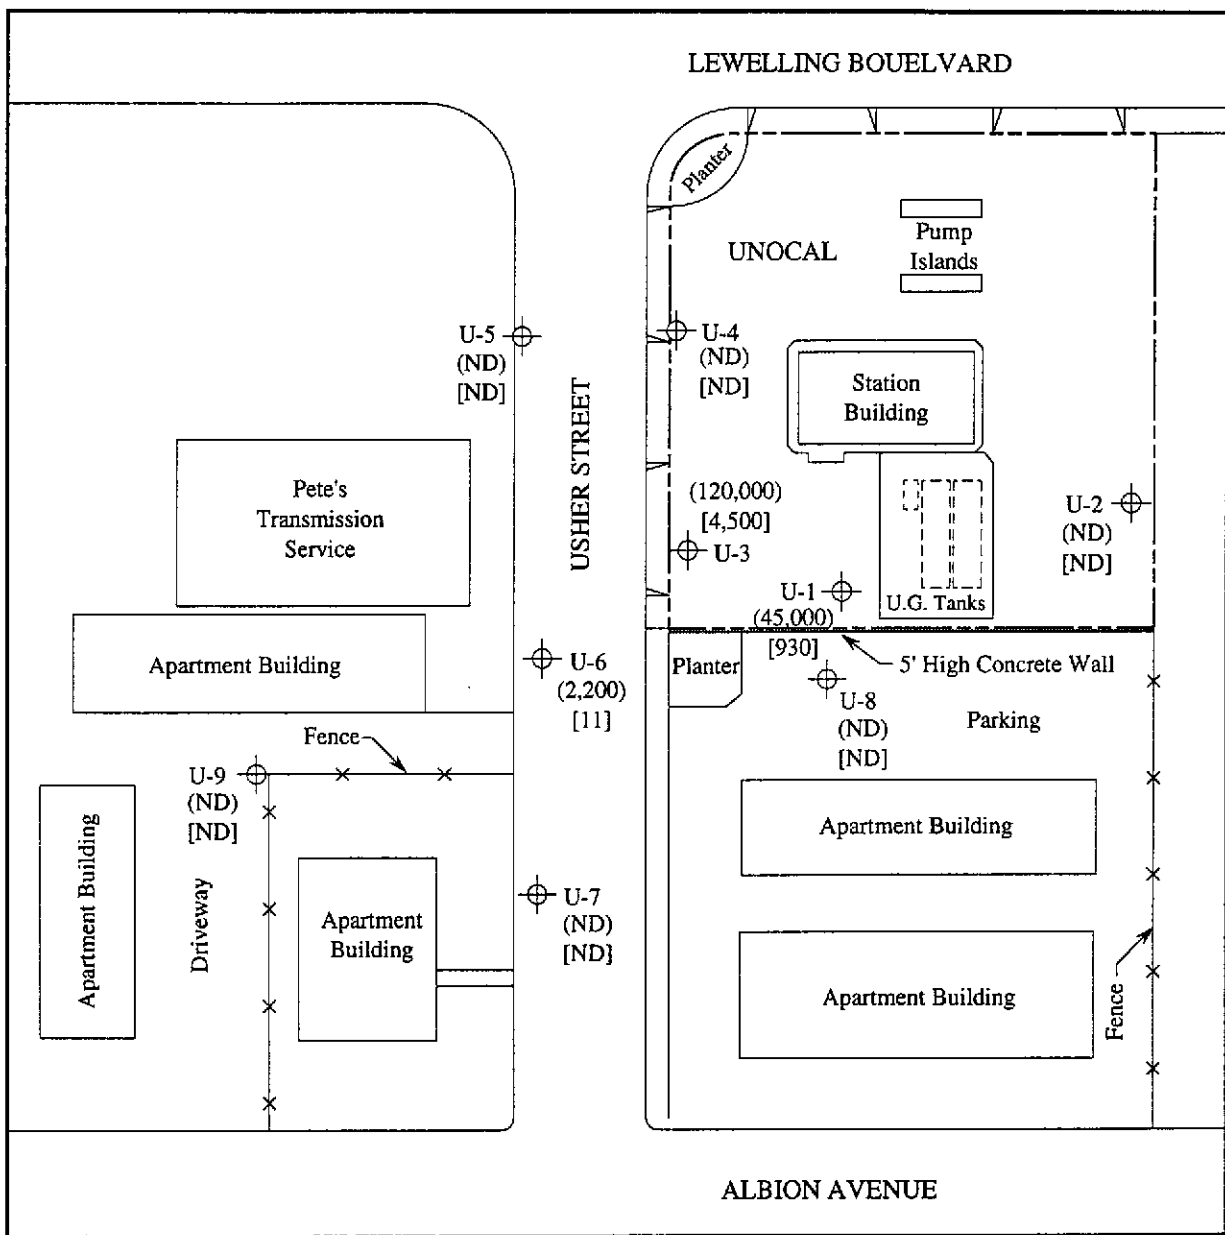 LEWELLING BOUELVARD
Planter
UNOCAL
Pump
Islands
U-5
(ND)
[ND]
U-4
(ND)
[ND]
Station
Building
USHER STREET
Pete's
Transmission
Service
(120,000)
[4,500]
U-3
U-2
(ND)
[ND]
U-1
(45,000)
[930]
U.G. Tanks
Apartment Building
U-6
(2,200)
[11]
Planter
5' High Concrete Wall
U-8
(ND)
[ND]
Parking
Fence
U-9
(ND)
[ND]
Apartment Building
Apartment Building
Driveway
Apartment
Building
U-7
(ND)
[ND]
Apartment Building
Fence
ALBION AVENUE